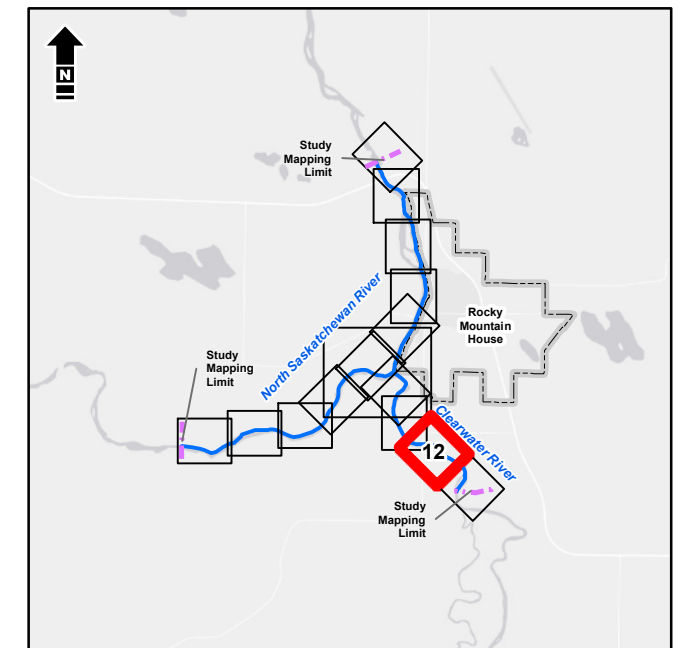 N
Study
Mapping
Limit
North Saskatchewan River
Rocky
Mountain
House
Study
Mapping
Limit
Clearwater River
12
Study
Mapping
Limit